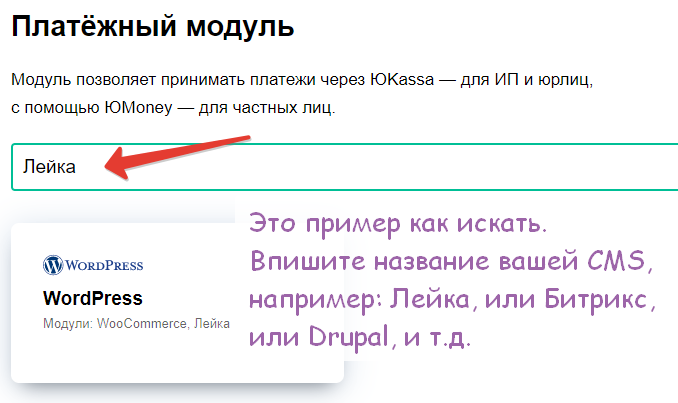 Платёжный модуль
Модуль позволяет принимать платежи через ЮKassa — для ИП и юрлиц,
с помощью ЮMoney — для частных лиц.
Лейка
Это пример как искать.
Впишите название вашей CMS,
например: Лейка, или Битрикс,
или Drupal, и т.д.
WORDPRESS
WordPress
Модули: WooCommerce, Лейка